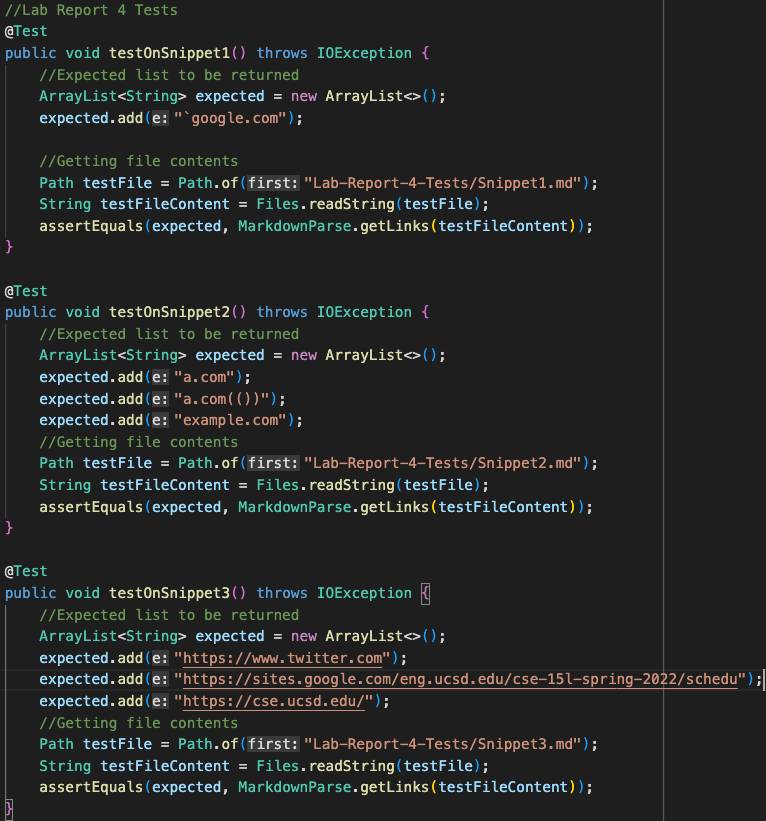 //Lab Report 4 Tests
@Test
public void testOnSnippet1() throws IOException {
    //Expected list to be returned
    ArrayList<String> expected = new ArrayList<>();
    expected.add(e: "`google.com");

    //Getting file contents
    Path testFile = Path.of(first: "Lab-Report-4-Tests/Snippet1.md");
    String testFileContent = Files.readString(testFile);
    assertEquals(expected, MarkdownParse.getLinks(testFileContent));
}

@Test
public void testOnSnippet2() throws IOException {
    //Expected list to be returned
    ArrayList<String> expected = new ArrayList<>();
    expected.add(e: "a.com");
    expected.add(e: "a.com(())");
    expected.add(e: "example.com");
    //Getting file contents
    Path testFile = Path.of(first: "Lab-Report-4-Tests/Snippet2.md");
    String testFileContent = Files.readString(testFile);
    assertEquals(expected, MarkdownParse.getLinks(testFileContent));
}

@Test
public void testOnSnippet3() throws IOException {
    //Expected list to be returned
    ArrayList<String> expected = new ArrayList<>();
    expected.add(e: "https://www.twitter.com");
    expected.add(e: "https://sites.google.com/eng.ucsd.edu/cse-15l-spring-2022/schedu");
    expected.add(e: "https://cse.ucsd.edu/");
    //Getting file contents
    Path testFile = Path.of(first: "Lab-Report-4-Tests/Snippet3.md");
    String testFileContent = Files.readString(testFile);
    assertEquals(expected, MarkdownParse.getLinks(testFileContent));
}